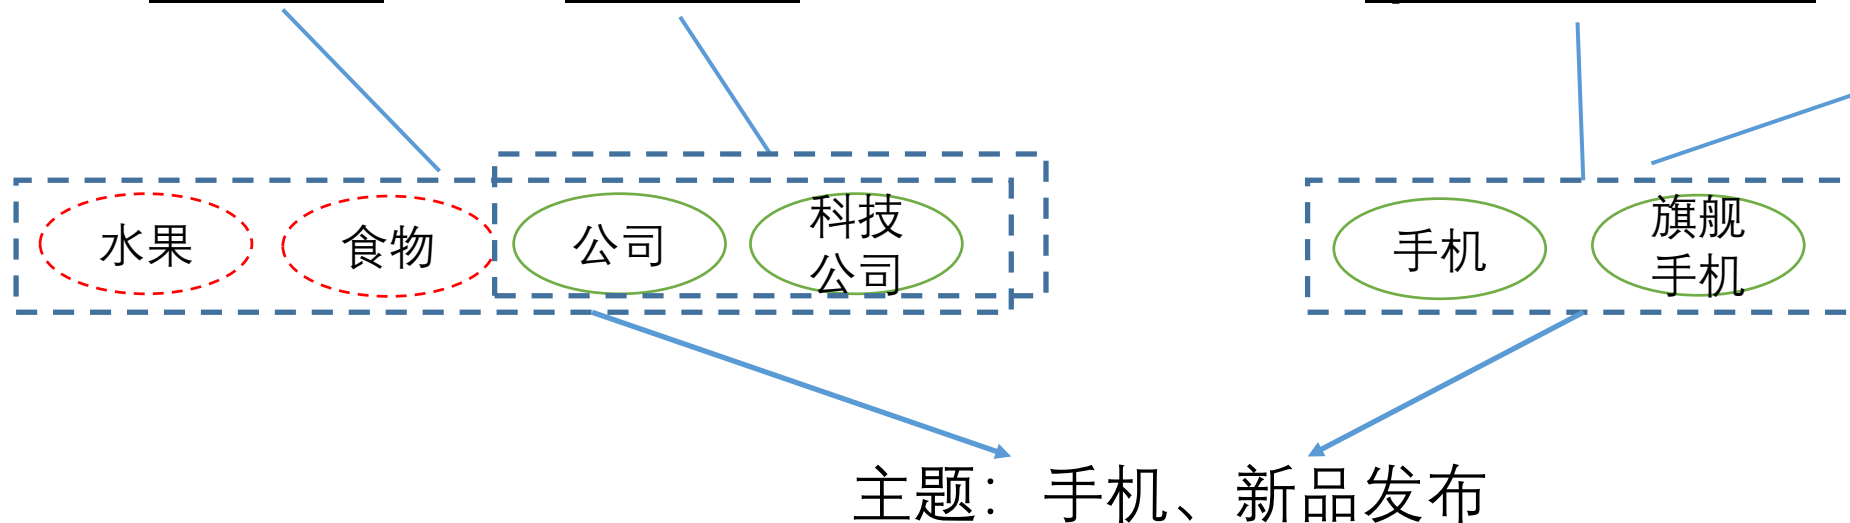 水果
食物
公司
科技
公司
手机
旗舰
手机
主题：手机、新品发布